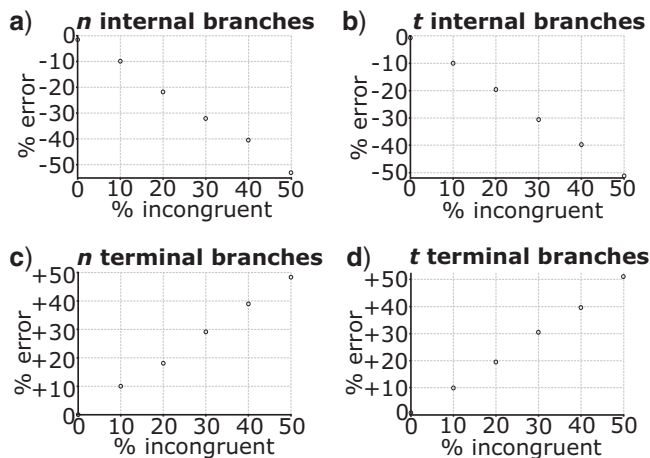 a) n internal branches
0
-10
-20
-30
-40
-50
% error
0 10 20 30 40 50
% incongruent
b) t internal branches
0
-10
-20
-30
-40
-50
% error
0 10 20 30 40 50
% incongruent
c) n terminal branches
+50
+40
+30
+20
+10
0
% error
0 10 20 30 40 50
% incongruent
d) t terminal branches
+50
+40
+30
+20
+10
0
% error
0 10 20 30 40 50
% incongruent